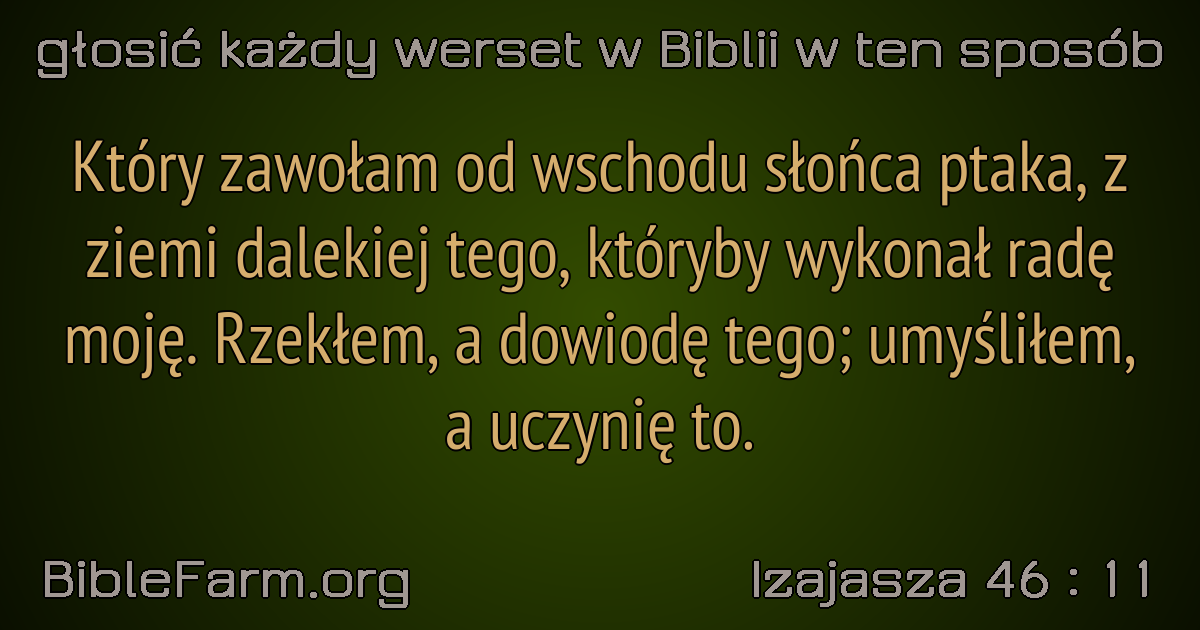 głosić każdy werset w Biblii w ten sposób
Który zawołam od wschodu słońca ptaka, z
ziemi dalekiej tego, któryby wykonał radę
moję. Rzekłem, a dowiodę tego; umyśliłem,
a uczynię to.
BibleFarm.org
Izajasza 46 : 11